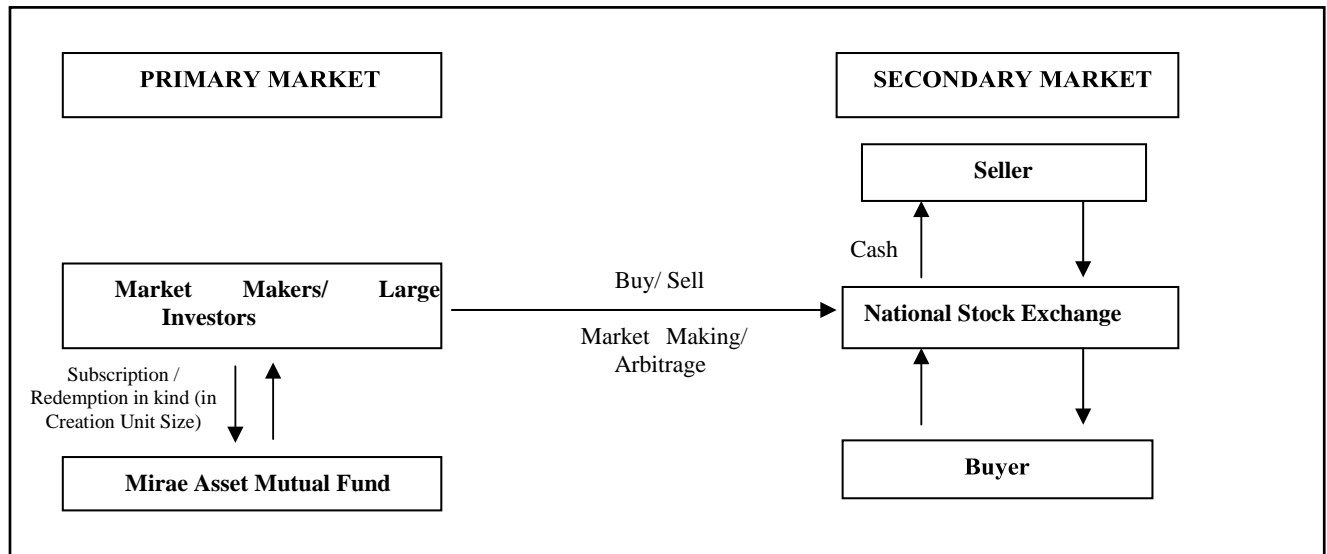 PRIMARY MARKET
SECONDARY MARKET
Seller
Cash
Market Makers/ Large
Investors
Buy/ Sell
Market Making/
Arbitrage
National Stock Exchange
Subscription /
Redemption in kind (in
Creation Unit Size)
Mirae Asset Mutual Fund
Buyer